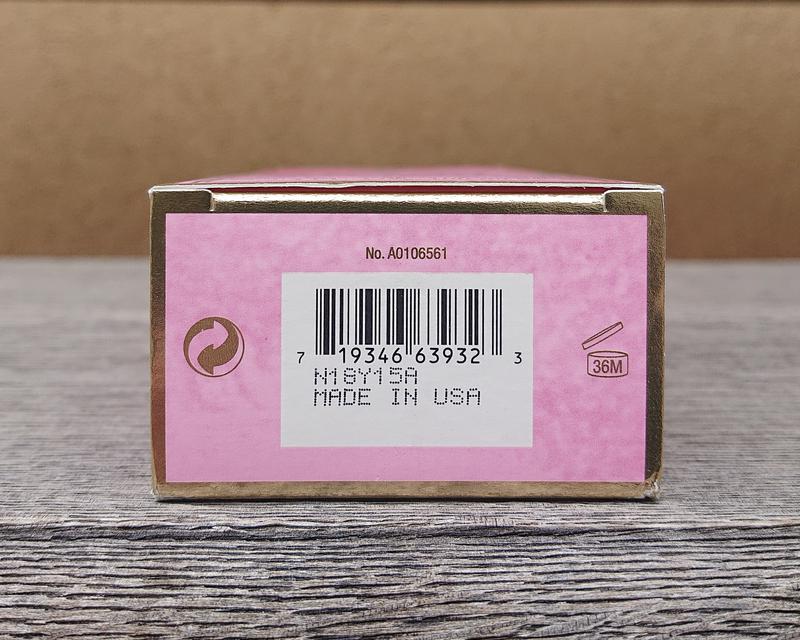 No. A0106561
7 19346 63932 3
N18Y15A
MADE IN USA
36M